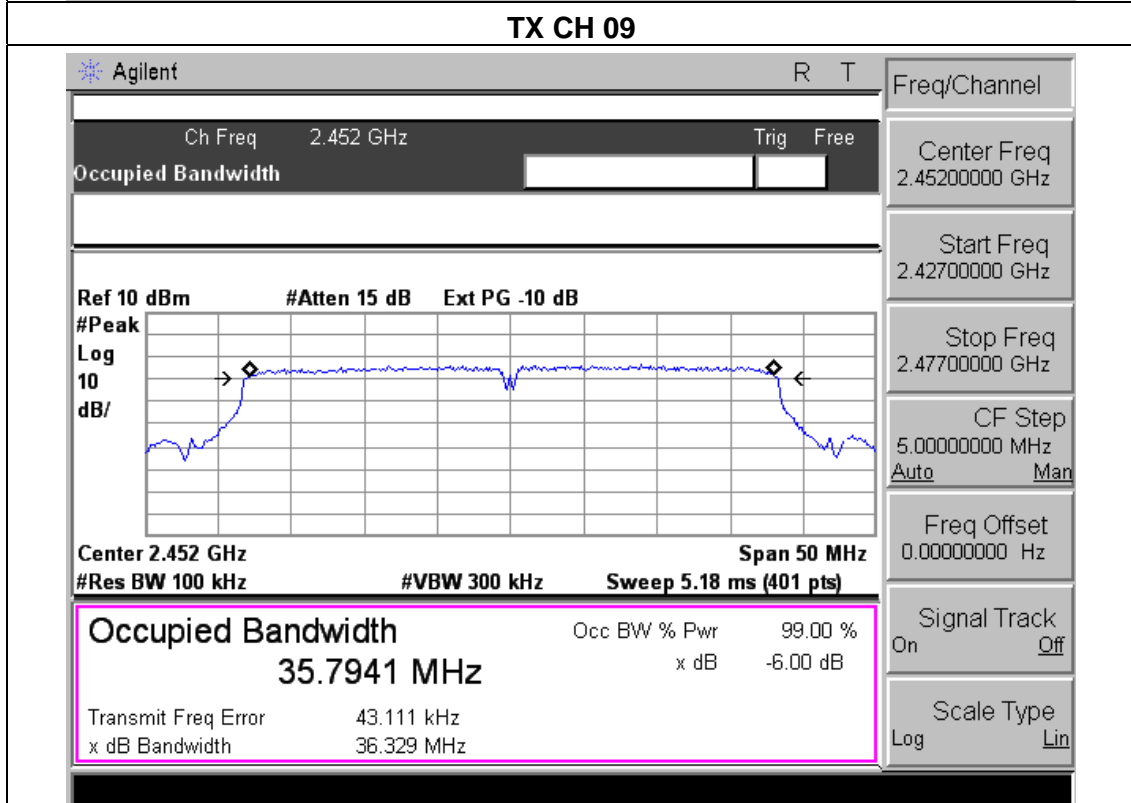 TX CH 09
Agilent R T
Freq/Channel
Ch Freq 2.452 GHz Trig Free
Occupied Bandwidth
Center Freq
2.45200000 GHz
Start Freq
2.42700000 GHz
Stop Freq
2.47700000 GHz
CF Step
5.00000000 MHz
Auto Man
Freq Offset
0.00000000 Hz
Signal Track
On Off
Scale Type
Log Lin
Ref 10 dBm #Atten 15 dB Ext PG -10 dB
#Peak
Log
10
dB/
Center 2.452 GHz Span 50 MHz
#Res BW 100 kHz #VBW 300 kHz Sweep 5.18 ms (401 pts)
Occupied Bandwidth
35.7941 MHz
Occ BW % Pwr 99.00 %
x dB -6.00 dB
Transmit Freq Error 43.111 kHz
x dB Bandwidth 36.329 MHz